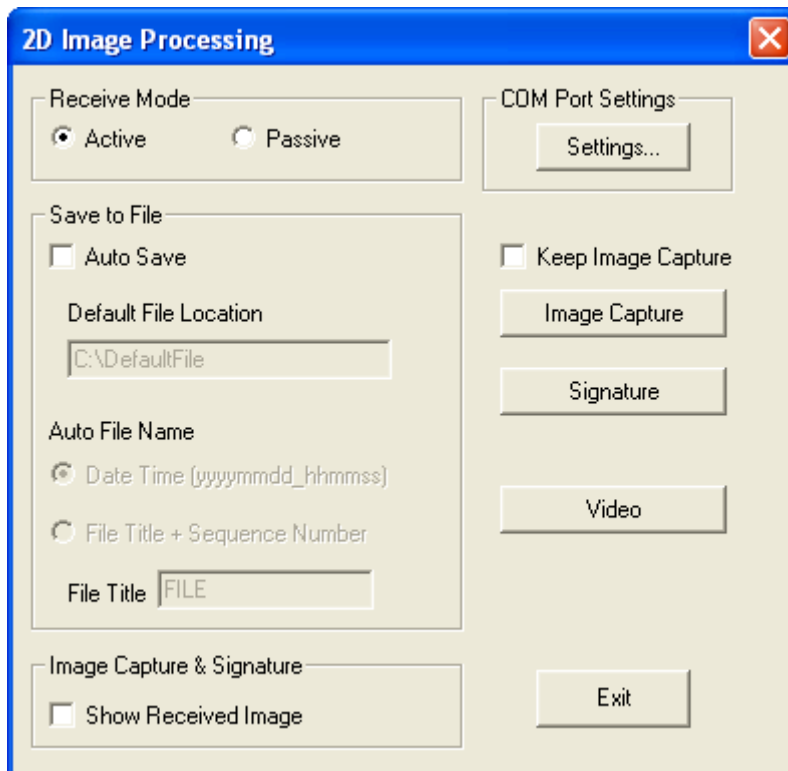 2D Image Processing
Receive Mode
Active
Passive
COM Port Settings
Settings...
Save to File
Auto Save
Default File Location
C:\DefaultFile
Auto File Name
Date Time (yyyymmdd_hhmmss)
File Title + Sequence Number
File Title
FILE
Keep Image Capture
Image Capture
Signature
Video
Image Capture & Signature
Show Received Image
Exit